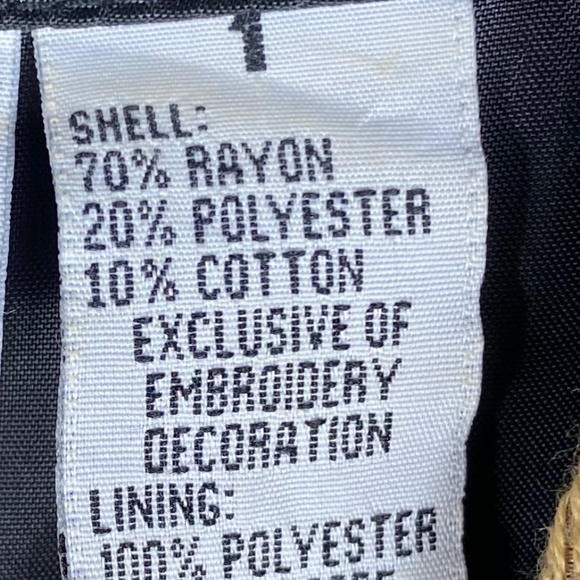 1
SHELL:
70% RAYON
20% POLYESTER
10% COTTON
EXCLUSIVE OF
EMBROIDERY
DECORATION
LINING:
100% POLYESTER